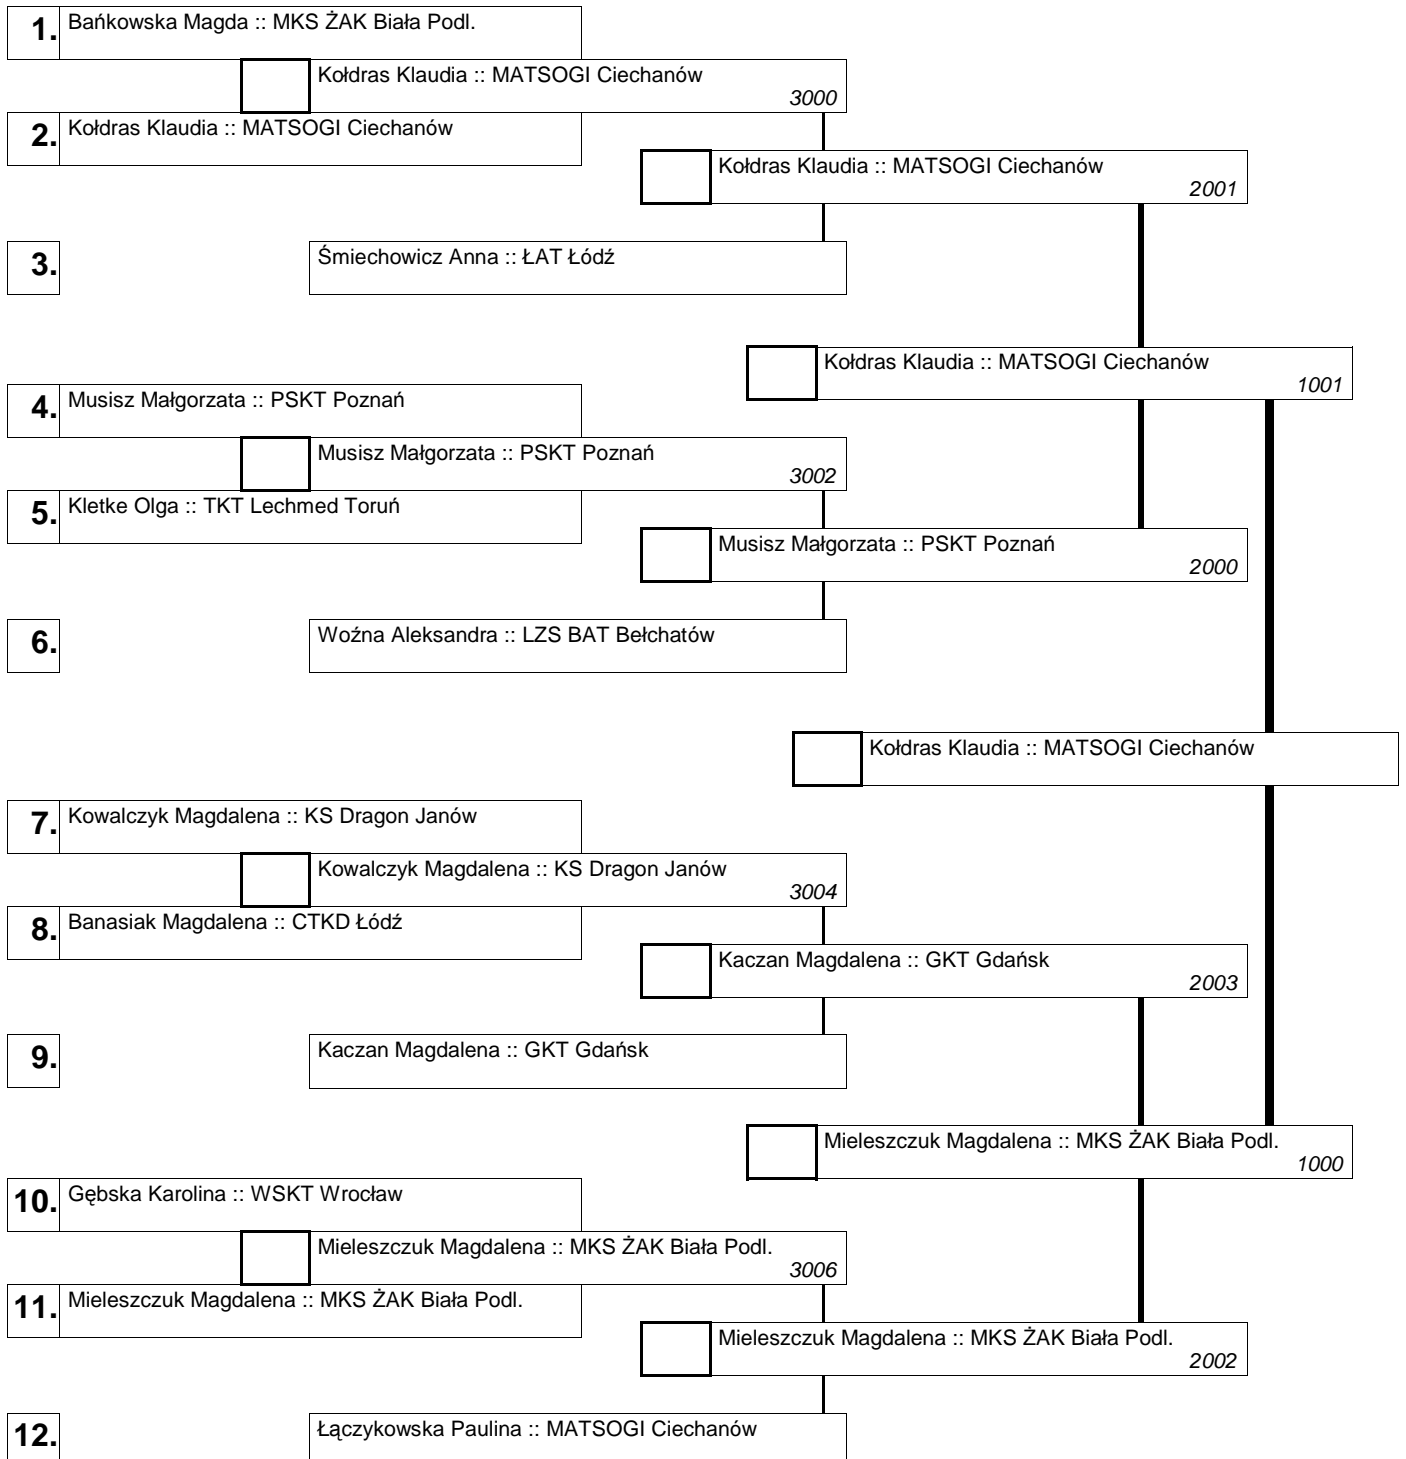 1. Bańkowska Magda :: MKS ŻAK Biała Podl.
Kołdras Klaudia :: MATSOGI Ciechanów
3000
2. Kołdras Klaudia :: MATSOGI Ciechanów
Kołdras Klaudia :: MATSOGI Ciechanów
2001
3. Śmiechowicz Anna :: ŁAT Łódź
Kołdras Klaudia :: MATSOGI Ciechanów
1001
4. Musisz Małgorzata :: PSKT Poznań
Musisz Małgorzata :: PSKT Poznań
3002
5. Kletke Olga :: TKT Lechmed Toruń
Musisz Małgorzata :: PSKT Poznań
2000
6. Woźna Aleksandra :: LZS BAT Bełchatów
Kołdras Klaudia :: MATSOGI Ciechanów
7. Kowalczyk Magdalena :: KS Dragon Janów
Kowalczyk Magdalena :: KS Dragon Janów
3004
8. Banasiak Magdalena :: CTKD Łódź
Kaczan Magdalena :: GKT Gdańsk
2003
9. Kaczan Magdalena :: GKT Gdańsk
Mieleszczuk Magdalena :: MKS ŻAK Biała Podl.
1000
10. Gębska Karolina :: WSKT Wrocław
Mieleszczuk Magdalena :: MKS ŻAK Biała Podl.
3006
11. Mieleszczuk Magdalena :: MKS ŻAK Biała Podl.
Mieleszczuk Magdalena :: MKS ŻAK Biała Podl.
2002
12. Łączykowska Paulina :: MATSOGI Ciechanów